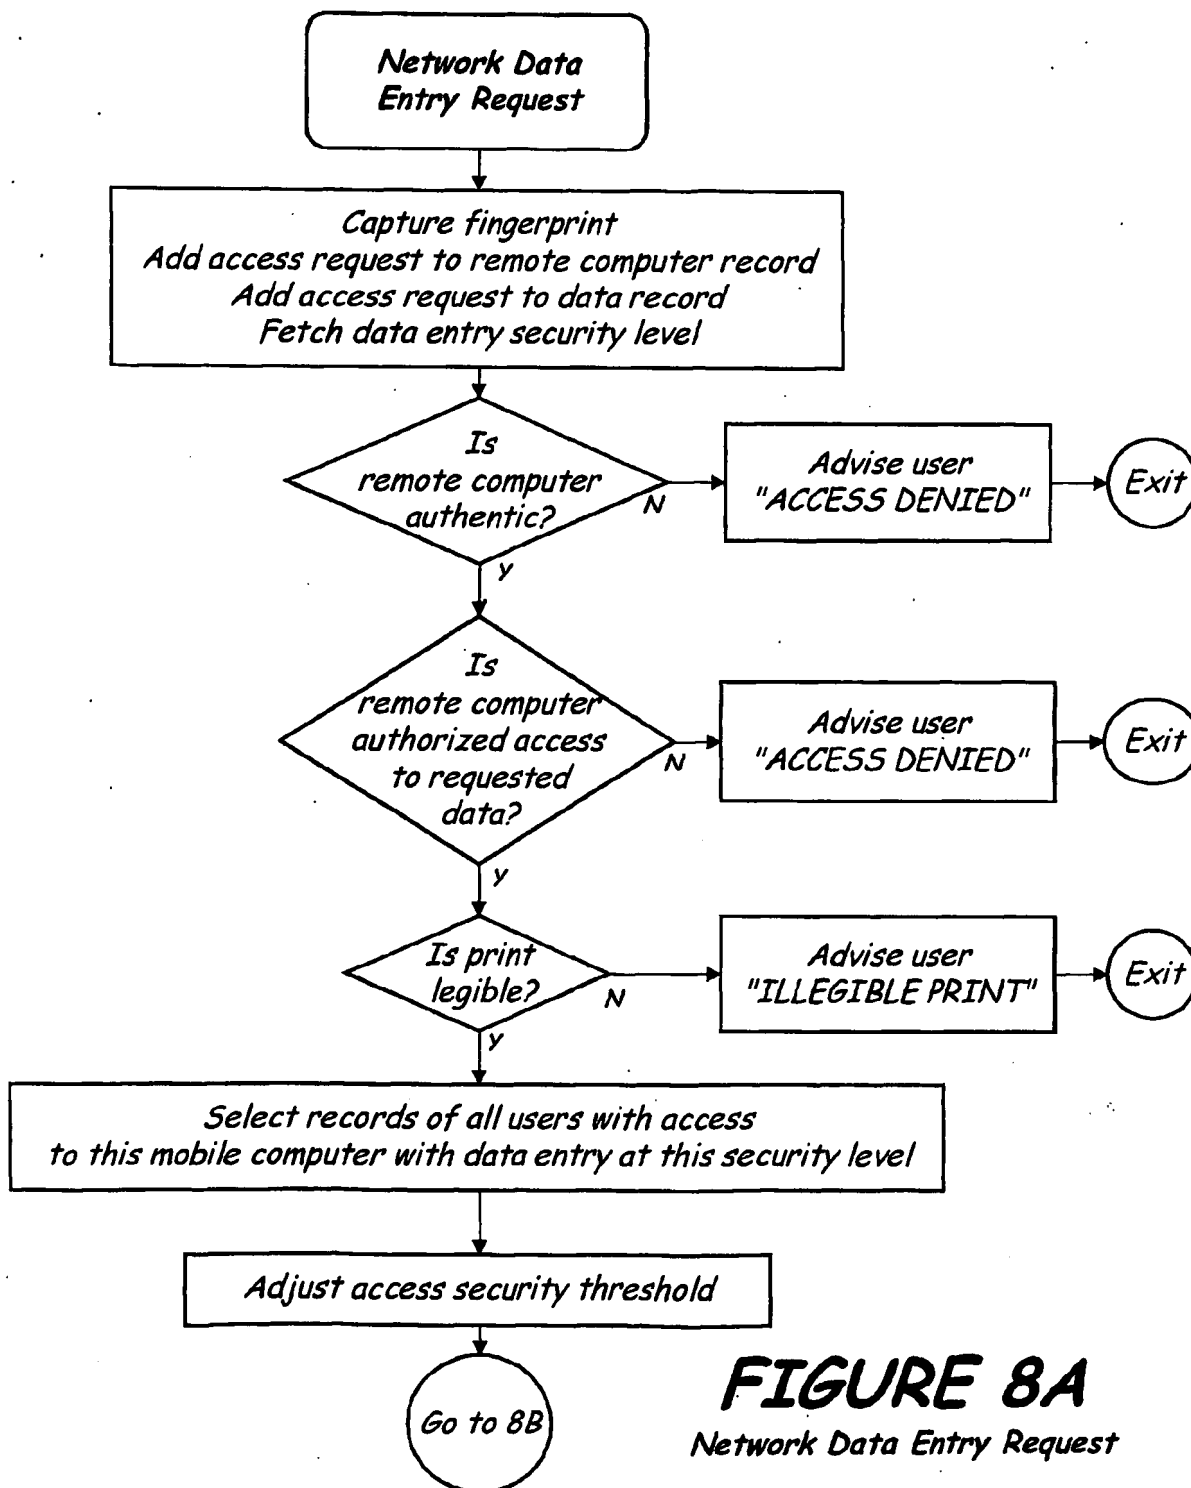 Network Data
Entry Request
Capture fingerprint
Add access request to remote computer record
Add access request to data record
Fetch data entry security level
Is
remote computer
authentic?
N
Advise user
"ACCESS DENIED"
Exit
y
Is
remote computer
authorized access
to requested
data?
N
Advise user
"ACCESS DENIED"
Exit
y
Is print
legible?
N
Advise user
"ILLEGIBLE PRINT"
Exit
y
Select records of all users with access
to this mobile computer with data entry at this security level
Adjust access security threshold
Go to 8B
FIGURE 8A
Network Data Entry Request